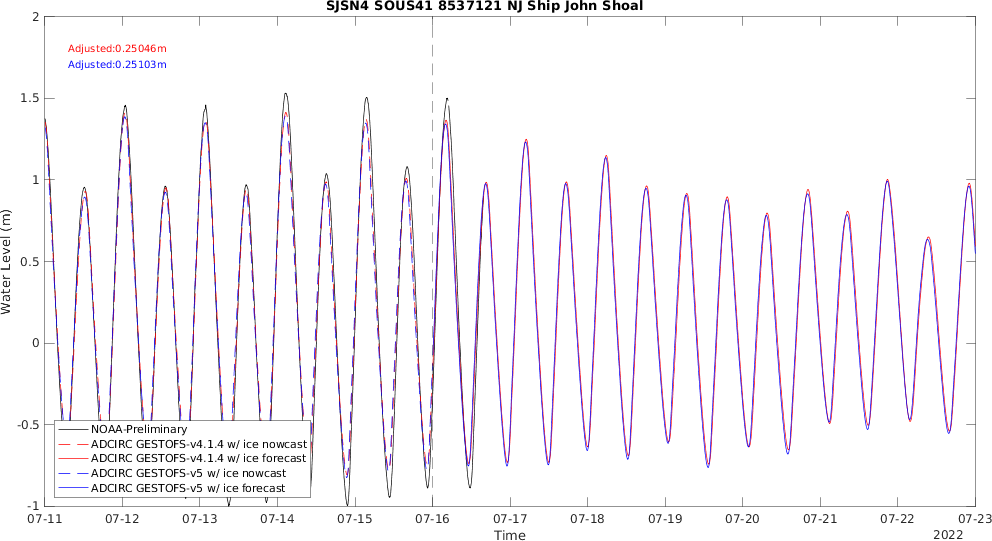 SJSN4 SOUS41 8537121 NJ Ship John Shoal
Adjusted:0.25046m
Adjusted:0.25103m
Water Level (m)
2
1.5
1
0.5
0
-0.5
-1
NOAA-Preliminary
ADCIRC GESTOFS-v4.1.4 w/ ice nowcast
ADCIRC GESTOFS-v4.1.4 w/ ice forecast
ADCIRC GESTOFS-v5 w/ ice nowcast
ADCIRC GESTOFS-v5 w/ ice forecast
07-11 07-12 07-13 07-14 07-15 07-16 07-17 07-18 07-19 07-20 07-21 07-22 07-23
Time
2022